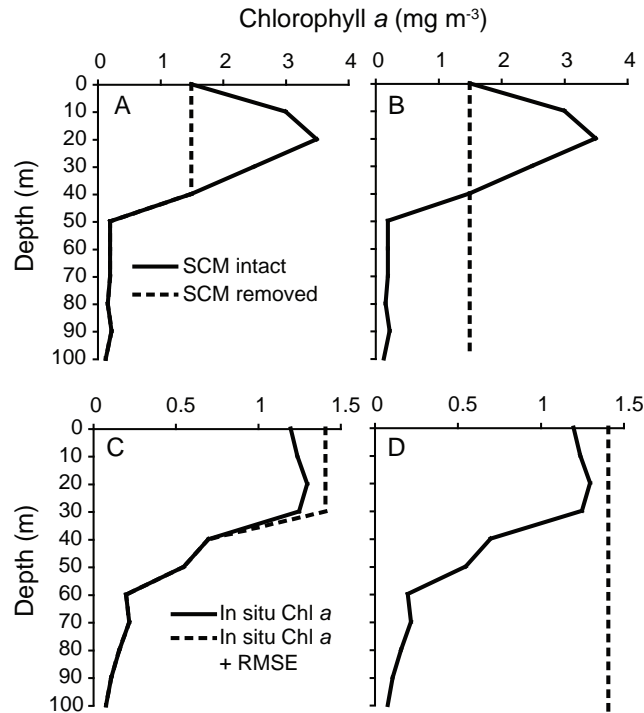 Chlorophyll a (mg m-3)
0 1 2 3 4
0 1 2 3 4
Depth (m)
0
10
20
30
40
50
60
70
80
90
100
A
B
SCM intact
SCM removed
0 0.5 1 1.5
0 0.5 1 1.5
Depth (m)
0
10
20
30
40
50
60
70
80
90
100
C
D
In situ Chl a
In situ Chl a
+ RMSE